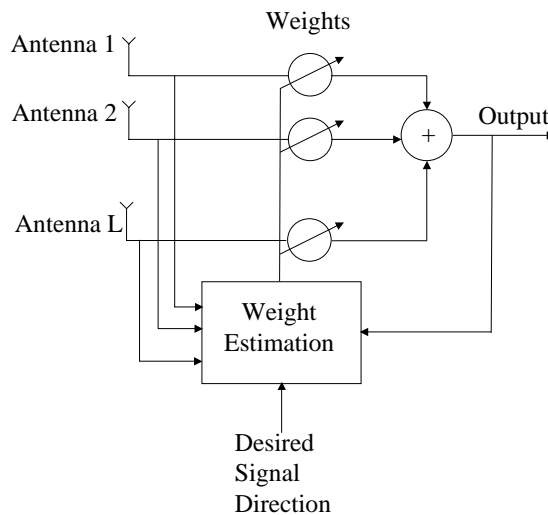 Weights
Antenna 1
Antenna 2
Output
+
Antenna L
Weight
Estimation
Desired
Signal
Direction